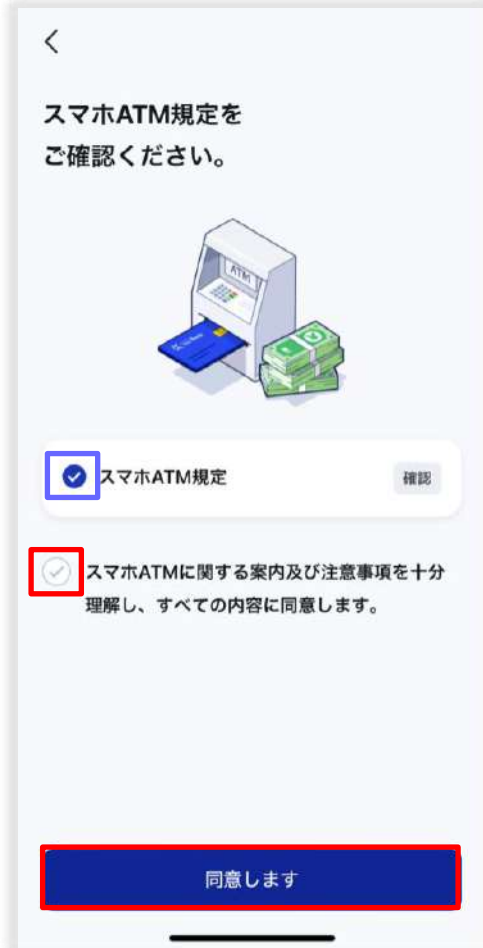 スマホATM規定を
ご確認ください。
ATM
スマホATM規定
確認
スマホATMに関する案内及び注意事項を十分
理解し、すべての内容に同意します。
同意します